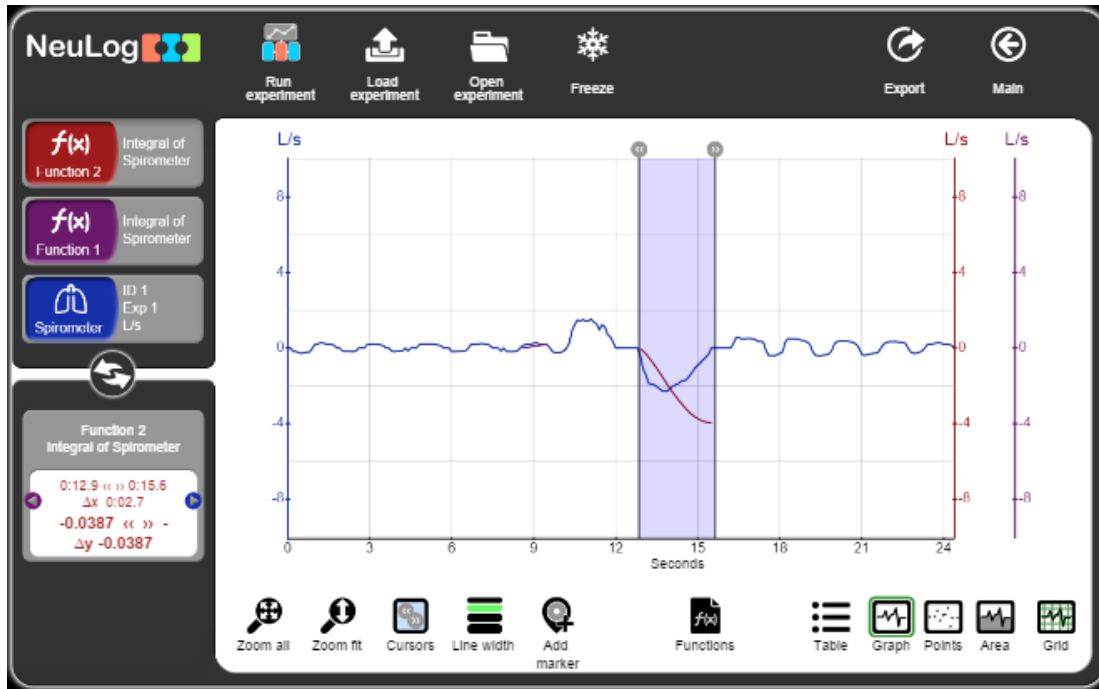 NeuLog
Run
experiment
Load
experiment
Open
experiment
Freeze
Export
Main
f(x)
Function 2
Integral of
Spirometer
f(x)
Function 1
Integral of
Spirometer
Spirometer
ID 1
Exp 1
L/s
Function 2
Integral of Spirometer
0:12.9 « » 0:15.6
Δx 0:02.7
-0.0387 « » -
Δy -0.0387
L/s
L/s
L/s
« »
8
8
8
4
4
4
0
0
0
-4
-4
-4
-8
-8
-8
0 3 6 9 12 15 18 21 24
Seconds
Zoom all
Zoom fit
Cursors
Line width
Add
marker
f(x)
Functions
Table
Graph
Points
Area
Grid